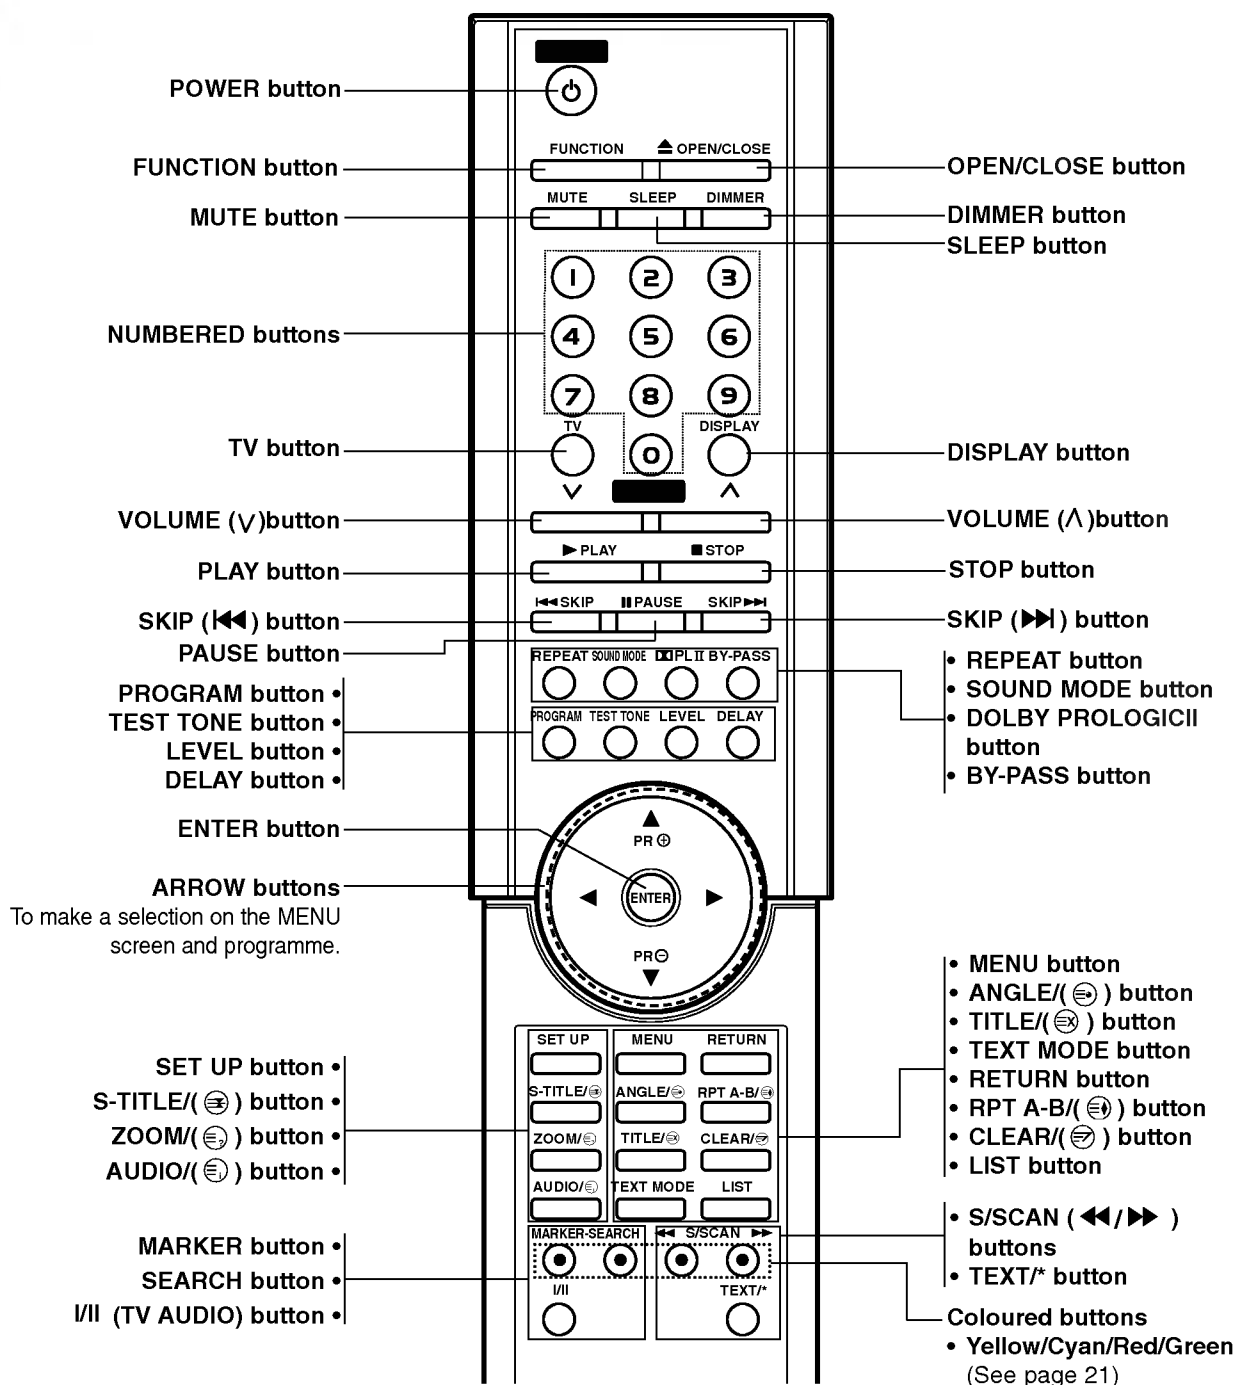 POWER button
FUNCTION button
MUTE button
NUMBERED buttons
TV button
VOLUME (∨)button
PLAY button
SKIP (⏮) button
PAUSE button
PROGRAM button •
TEST TONE button •
LEVEL button •
DELAY button •
ENTER button
ARROW buttons
To make a selection on the MENU
screen and programme.
SET UP button •
S-TITLE/( ) button •
ZOOM/( ) button •
AUDIO/( ) button •
MARKER button •
SEARCH button •
I/II (TV AUDIO) button •
FUNCTION ⏏ OPEN/CLOSE
MUTE SLEEP DIMMER
1 2 3
4 5 6
7 8 9
TV 0 DISPLAY
∨ ∧
▶ PLAY ■ STOP
⏮ SKIP ⏸ PAUSE SKIP ⏭
REPEAT SOUND MODE PL II BY-PASS
PROGRAM TEST TONE LEVEL DELAY
▲
PR ⊕
◀ ENTER ▶
PR ⊖
▼
SET UP MENU RETURN
S-TITLE/ ANGLE/ RPT A-B/
ZOOM/ TITLE/ CLEAR/
AUDIO/ TEXT MODE LIST
MARKER-SEARCH ◀◀ S/SCAN ▶▶
I/II TEXT/*
OPEN/CLOSE button
DIMMER button
SLEEP button
DISPLAY button
VOLUME (∧)button
STOP button
SKIP (⏭) button
• REPEAT button
• SOUND MODE button
• DOLBY PROLOGICII
button
• BY-PASS button
• MENU button
• ANGLE/( ) button
• TITLE/( ) button
• TEXT MODE button
• RETURN button
• RPT A-B/( ) button
• CLEAR/( ) button
• LIST button
• S/SCAN (◀◀/▶▶ )
buttons
• TEXT/* button
Coloured buttons
• Yellow/Cyan/Red/Green
(See page 21)